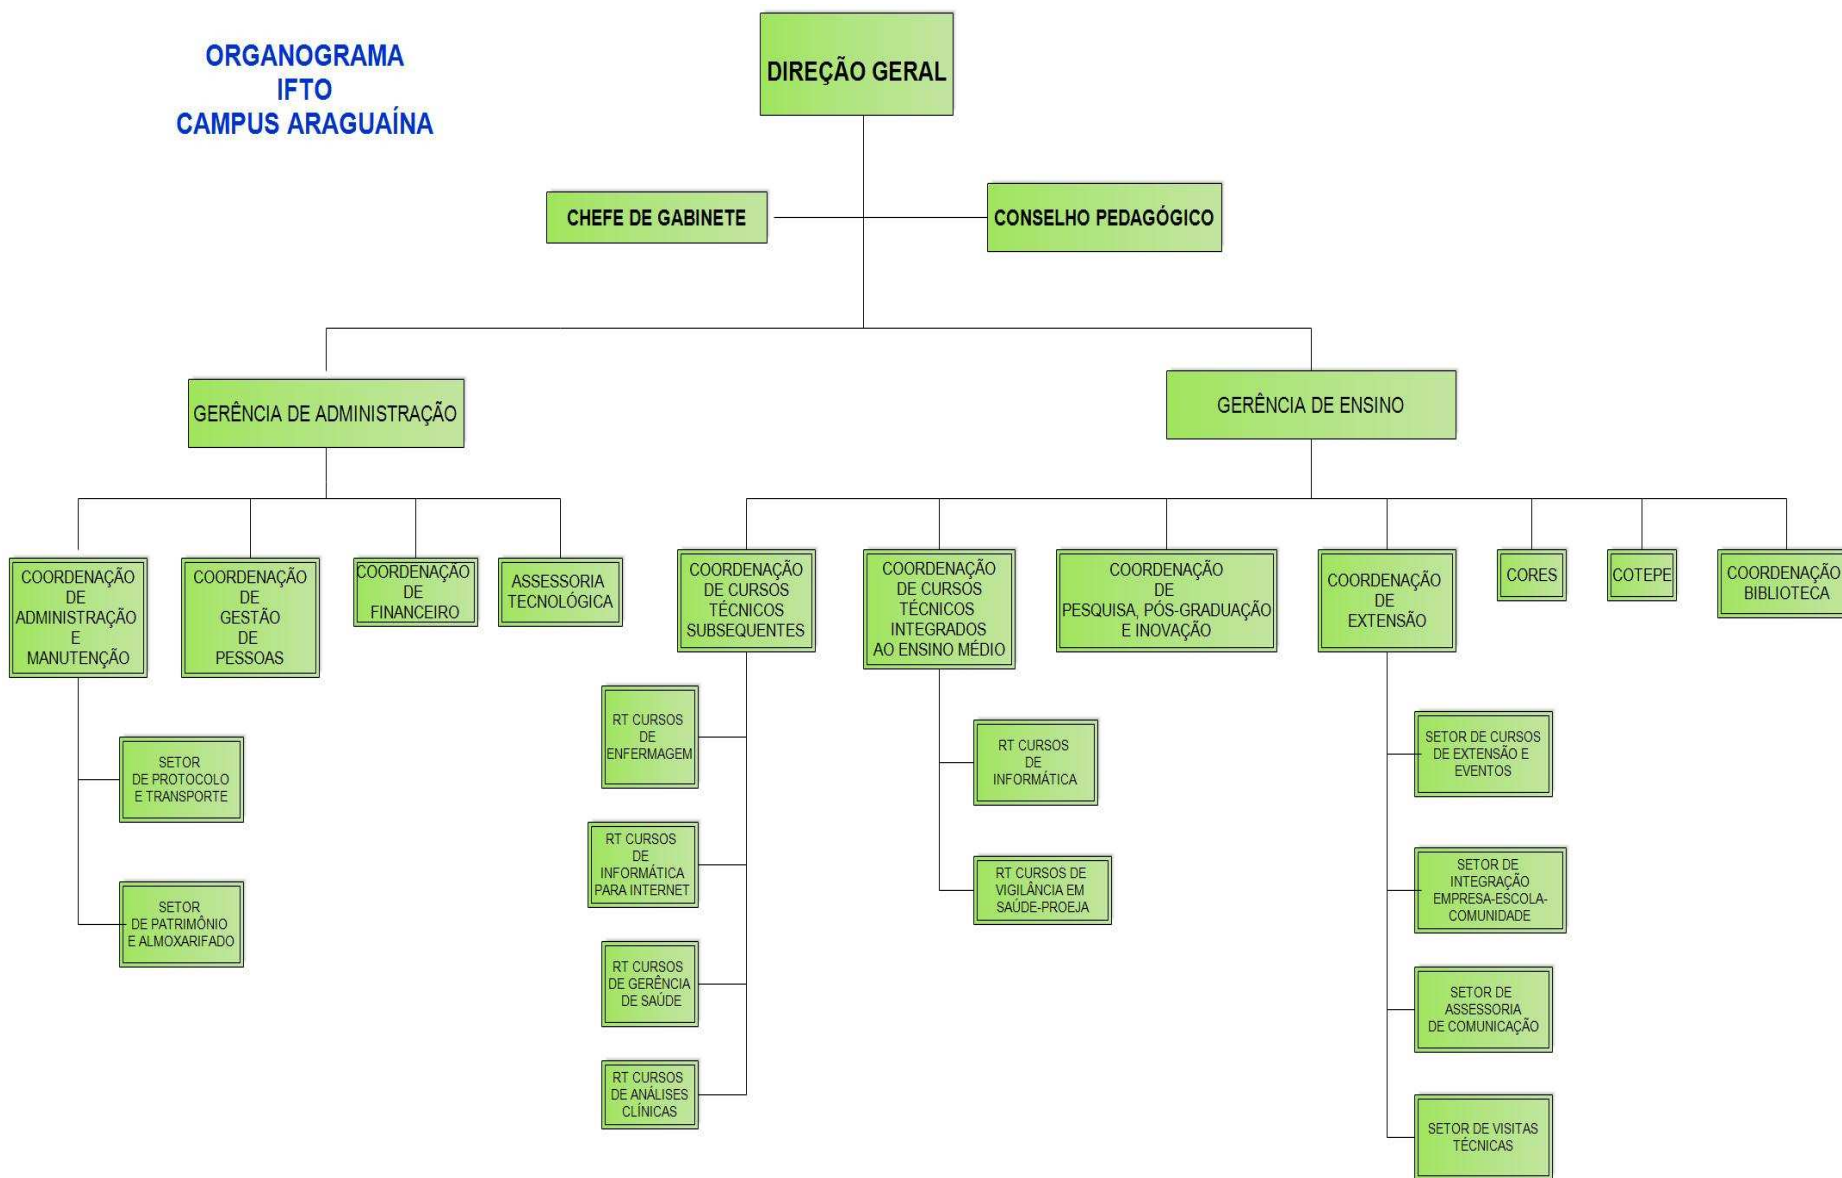 ORGANOGRAMA
IFTO
CAMPUS ARAGUAÍNA
DIREÇÃO GERAL
CHEFE DE GABINETE
CONSELHO PEDAGÓGICO
GERÊNCIA DE ADMINISTRAÇÃO
GERÊNCIA DE ENSINO
COORDENAÇÃO
DE
ADMINISTRAÇÃO
E
MANUTENÇÃO
COORDENAÇÃO
DE
GESTÃO
DE
PESSOAS
COORDENAÇÃO
DE
FINANCEIRO
ASSESSORIA
TECNOLÓGICA
COORDENAÇÃO
DE CURSOS
TÉCNICOS
SUBSEQUENTES
COORDENAÇÃO
DE CURSOS
TÉCNICOS
INTEGRADOS
AO ENSINO MÉDIO
COORDENAÇÃO
DE
PESQUISA, PÓS-GRADUAÇÃO
E INOVAÇÃO
COORDENAÇÃO
DE
EXTENSÃO
CORES
COTEPE
COORDENAÇÃO
BIBLIOTECA
SETOR
DE PROTOCOLO
E TRANSPORTE
SETOR
DE PATRIMÔNIO
E ALMOXARIFADO
RT CURSOS
DE
ENFERMAGEM
RT CURSOS
DE
INFORMÁTICA
PARA INTERNET
RT CURSOS
DE GERÊNCIA
DE SAÚDE
RT CURSOS
DE ANÁLISES
CLÍNICAS
RT CURSOS
DE
INFORMÁTICA
RT CURSOS DE
VIGILÂNCIA EM
SAÚDE-PROEJA
SETOR DE CURSOS
DE EXTENSÃO E
EVENTOS
SETOR DE
INTEGRAÇÃO
EMPRESA-ESCOLA-
COMUNIDADE
SETOR DE
ASSESSORIA
DE COMUNICAÇÃO
SETOR DE VISITAS
TÉCNICAS